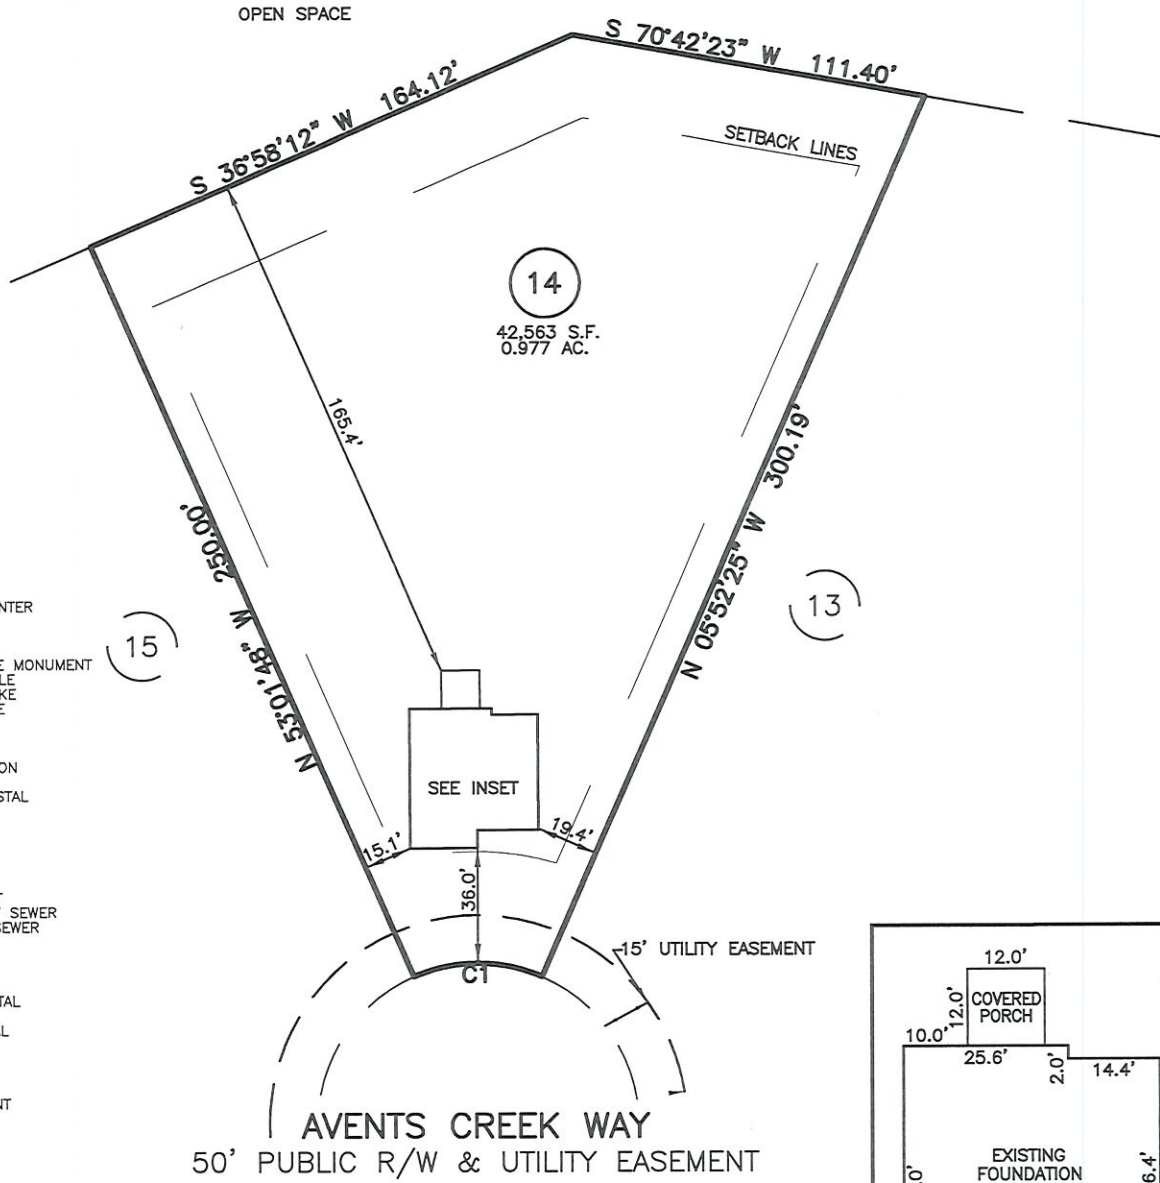 OPEN SPACE
S 70°42'23" W 111.40'
S 36°58'12" W 164.12'
SETBACK LINES
14
42,563 S.F.
0.977 AC.
165.4'
N 53°01'48" W 250.00'
N 05°52'25" W 300.19'
15
13
MONUMENT
SEE INSET
15.1'
19.4'
36.0'
SEWER
C1
15' UTILITY EASEMENT
AVENTS CREEK WAY
50' PUBLIC R/W & UTILITY EASEMENT
12.0'
12.0'
COVERED
PORCH
10.0'
25.6'
2.0'
14.4'
EXISTING
FOUNDATION